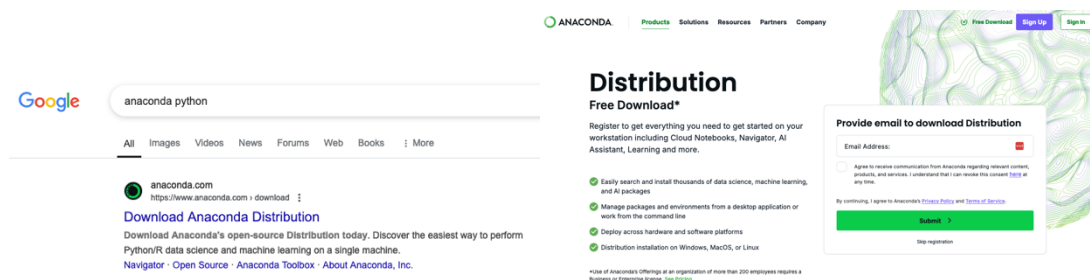 Google
anaconda python
All Images Videos News Forums Web Books ⋮ More
anaconda.com
https://www.anaconda.com › download ⋮
Download Anaconda Distribution
Download Anaconda's open-source Distribution today. Discover the easiest way to perform
Python/R data science and machine learning on a single machine.
Navigator · Open Source · Anaconda Toolbox · About Anaconda, Inc.
ANACONDA.
Products Solutions Resources Partners Company
Free Download Sign Up Sign In
Distribution
Free Download*
Register to get everything you need to get started on your
workstation including Cloud Notebooks, Navigator, AI
Assistant, Learning and more.
Easily search and install thousands of data science, machine learning,
and AI packages
Manage packages and environments from a desktop application or
work from the command line
Deploy across hardware and software platforms
Distribution installation on Windows, MacOS, or Linux
*Use of Anaconda's Offerings at an organization of more than 200 employees requires a
Business or Enterprise license. See Pricing
Provide email to download Distribution
Email Address:
Agree to receive communication from Anaconda regarding relevant content,
products, and services. I understand that I can revoke this consent here at
any time.
By continuing, I agree to Anaconda's Privacy Policy and Terms of Service.
Submit >
Skip registration